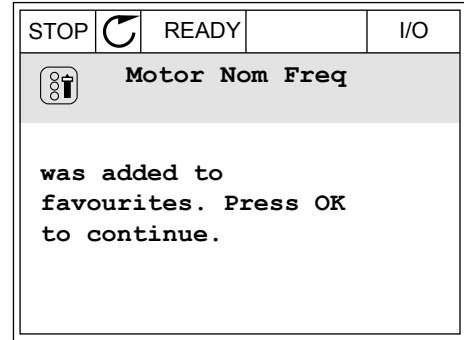 STOP READY I/O
Motor Nom Freq
was added to
favourites. Press OK
to continue.